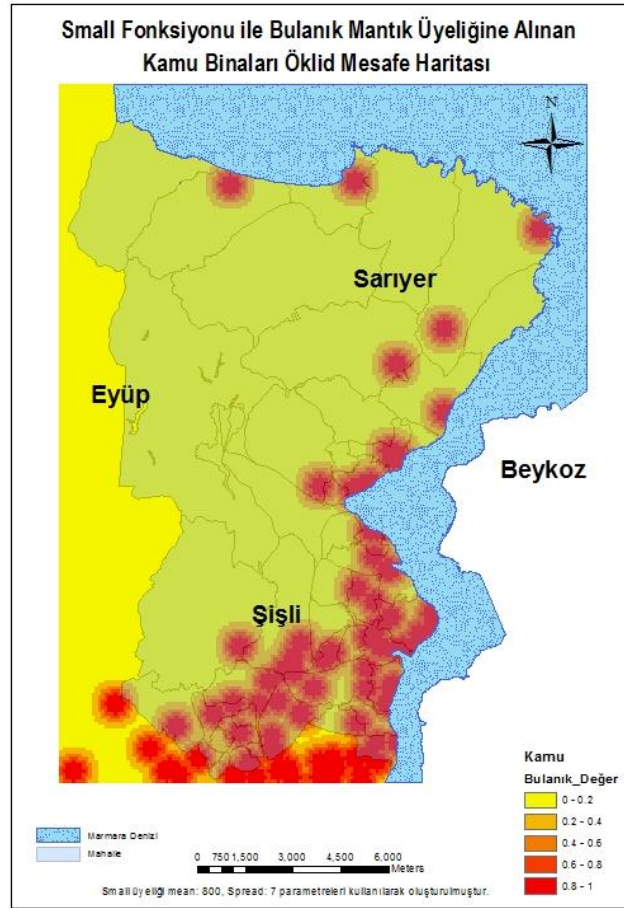 Small Fonksiyonu ile Bulanık Mantık Üyeliğine Alınan
Kamu Binaları Öklid Mesafe Haritası
N
Sarıyer
Eyüp
Beykoz
Şişli
Kamu
Bulanık_Değer
0 - 0.2
0.2 - 0.4
0.4 - 0.6
0.6 - 0.8
0.8 - 1
Marmara Denizi
Mahalle
0 750 1,500 3,000 4,500 6,000
Meters
Small üyeliği mean: 800, Spread: 7 parametreleri kullanılarak oluşturulmuştur.